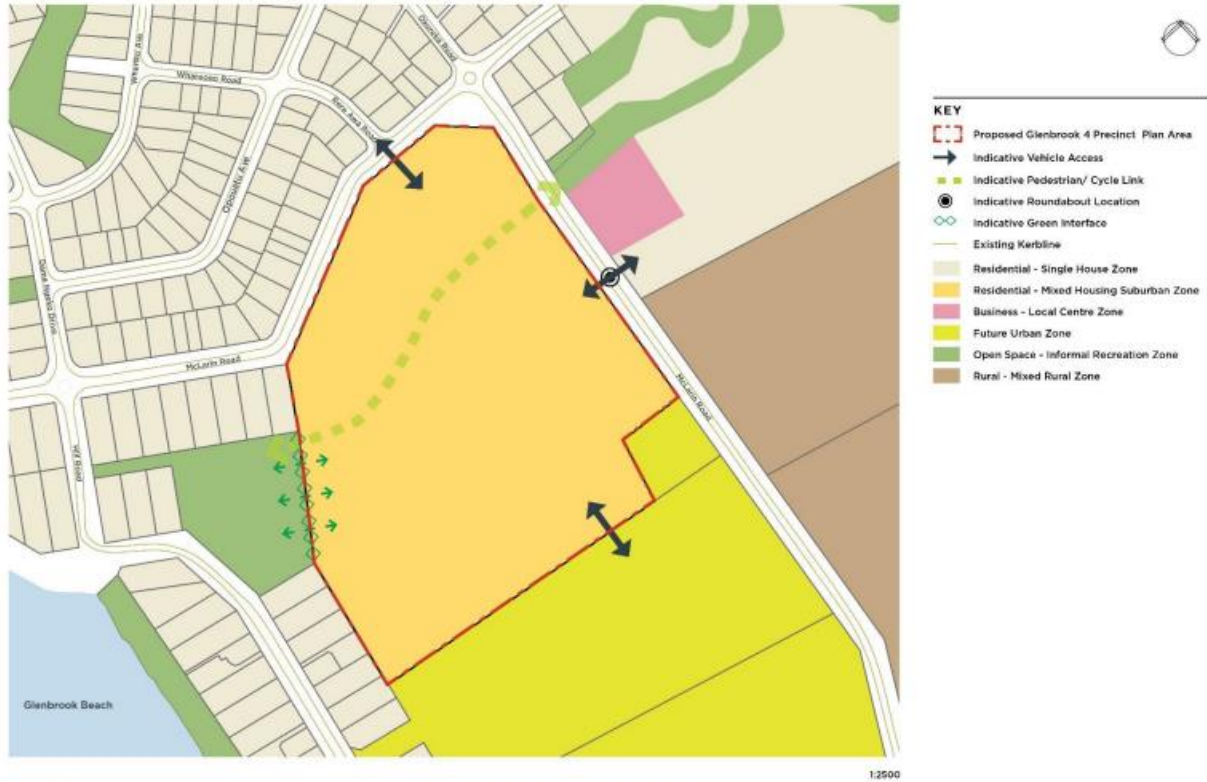 KEY
Proposed Glenbrook 4 Precinct Plan Area
Indicative Vehicle Access
Indicative Pedestrian/ Cycle Link
Indicative Roundabout Location
Indicative Green Interface
Existing Kerbline
Residential - Single House Zone
Residential - Mixed Housing Suburban Zone
Business - Local Centre Zone
Future Urban Zone
Open Space - Informal Recreation Zone
Rural - Mixed Rural Zone
Whansoso Road
McLarin Road
McLarin Road
Glenbrook Beach
1:2500